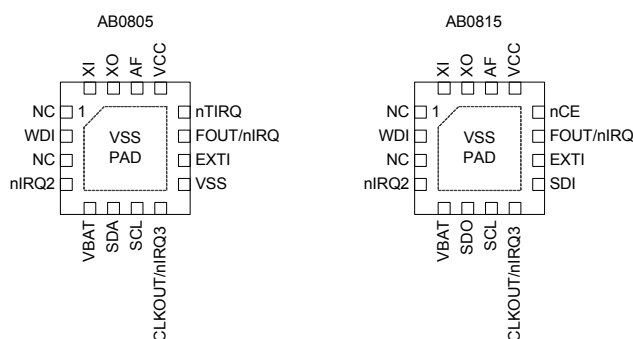 AB0805
XI
XO
AF
VCC
NC
WDI
NC
nIRQ2
1
VSS
PAD
nTIRQ
FOUT/nIRQ
EXTI
VSS
VBAT
SDA
SCL
CLKOUT/nIRQ3
AB0815
XI
XO
AF
VCC
NC
WDI
NC
nIRQ2
1
VSS
PAD
nCE
FOUT/nIRQ
EXTI
SDI
VBAT
SDO
SCL
CLKOUT/nIRQ3